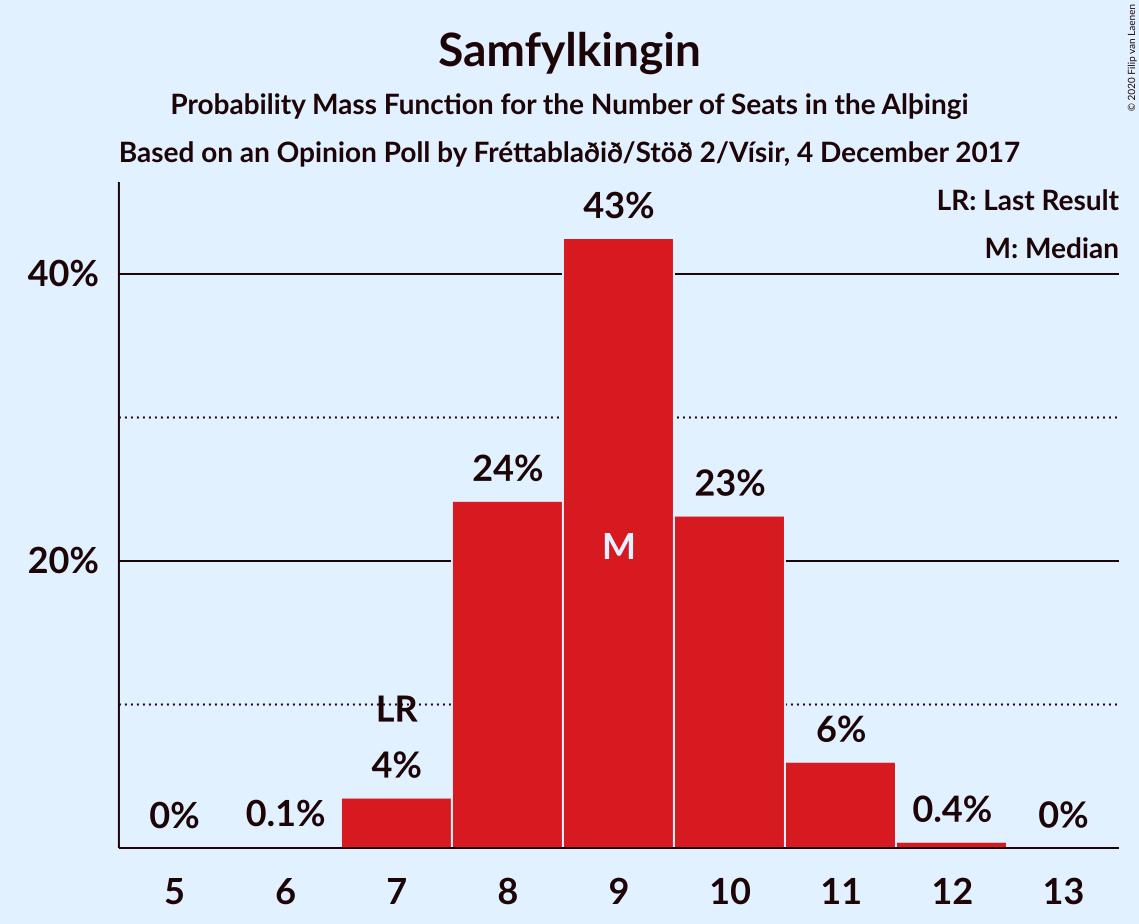 Samfylkingin
Probability Mass Function for the Number of Seats in the Alþingi
Based on an Opinion Poll by Fréttablaðið/Stöð 2/Vísir, 4 December 2017
© 2020 Filip van Laenen
LR: Last Result
M: Median
43%
40%
24%
23%
M
20%
LR
6%
4%
0%
0.1%
0.4%
0%
5 6 7 8 9 10 11 12 13